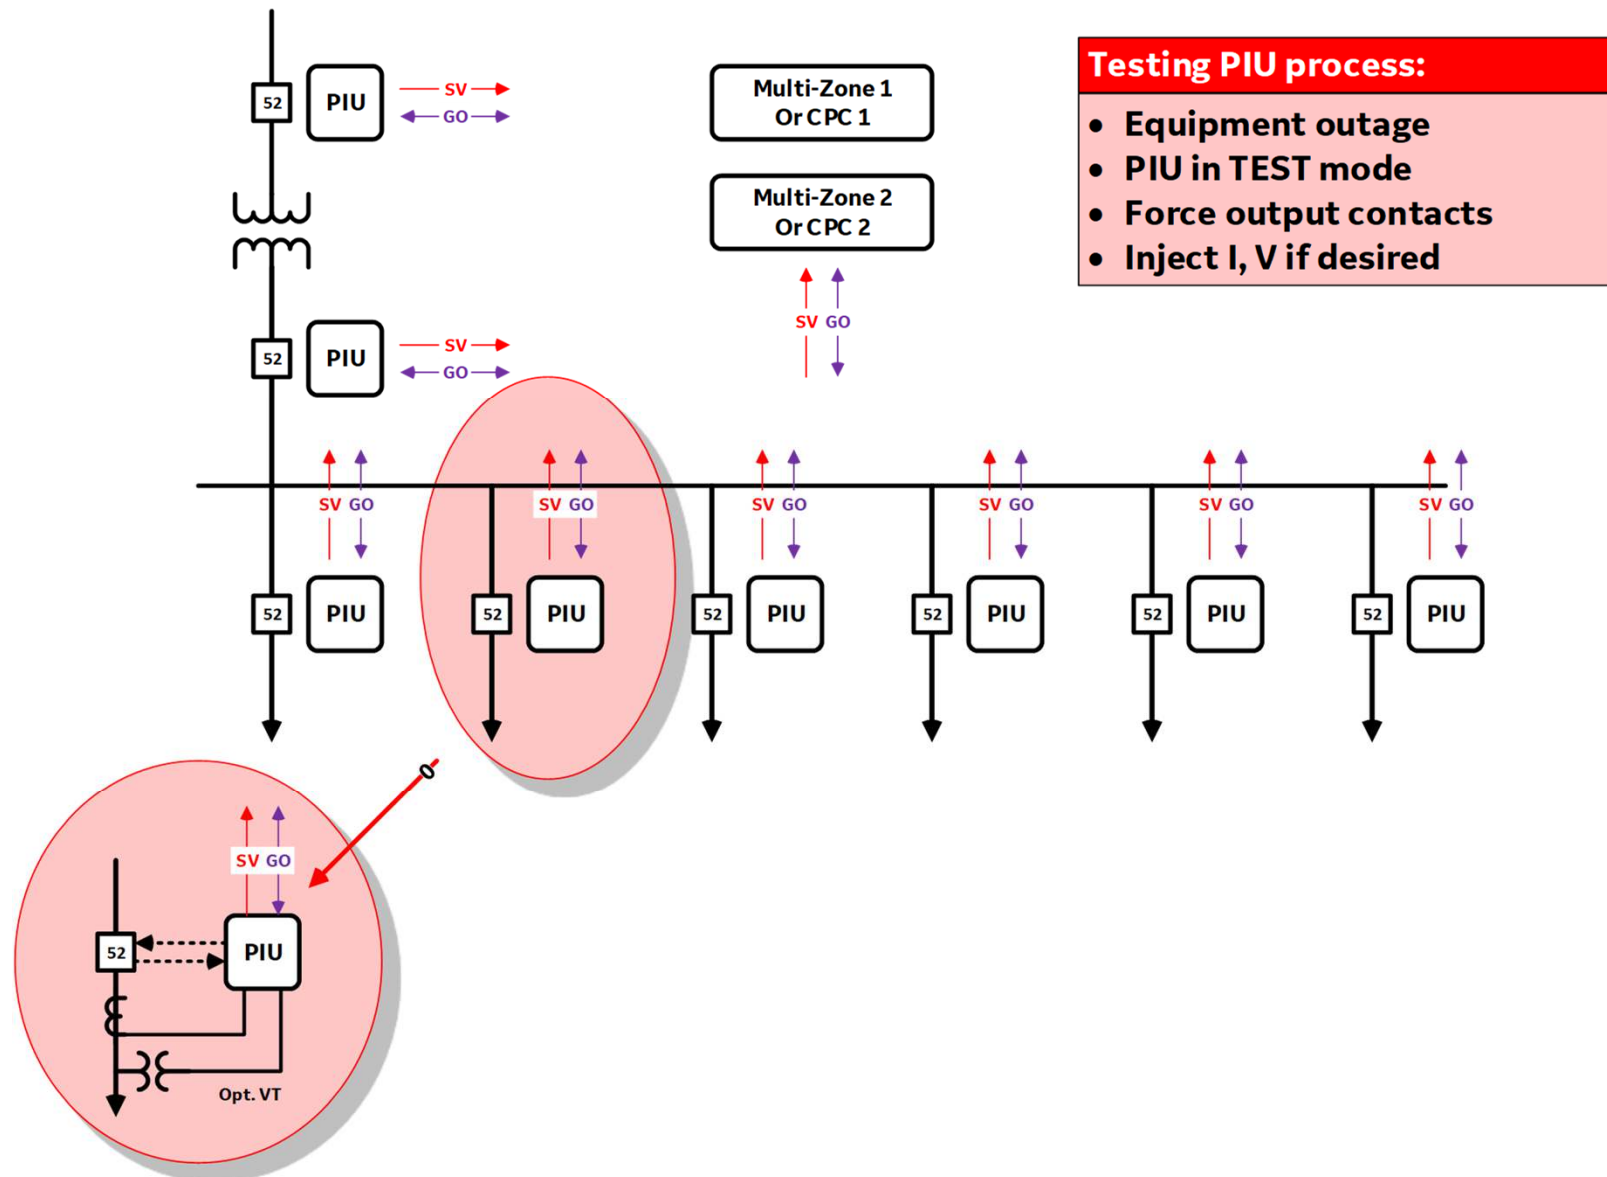 52
PIU
SV
GO
Multi-Zone 1
Or CPC 1
Testing PIU process:
• Equipment outage
• PIU in TEST mode
• Force output contacts
• Inject I, V if desired
Multi-Zone 2
Or CPC 2
SV GO
52
PIU
SV
GO
SV GO
SV GO
SV GO
SV GO
SV GO
SV GO
52 PIU
52 PIU
52 PIU
52 PIU
52 PIU
52 PIU
SV GO
52
PIU
Opt. VT